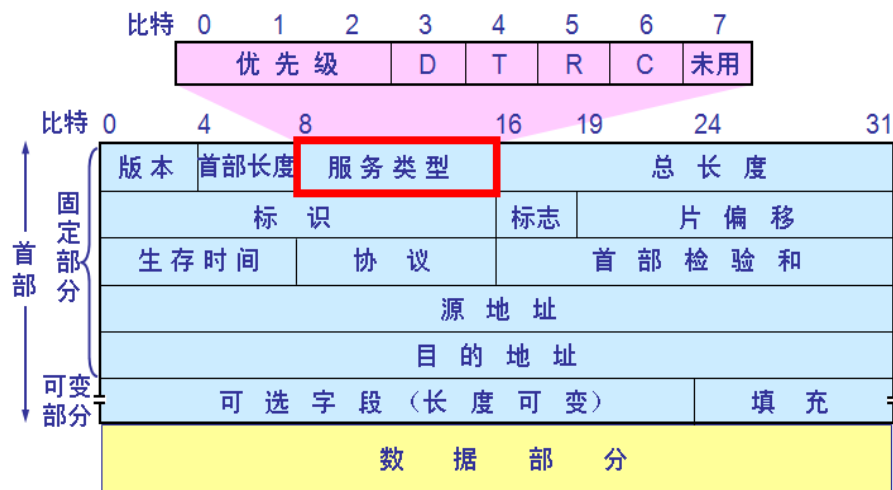 比特 0 1 2 3 4 5 6 7
优先级 D T R C 未用
比特 0 4 8 16 19 24 31
版本 首部长度 服务类型 总长度
标识 标志 片偏移
生存时间 协议 首部检验和
源地址
目的地址
可选字段（长度可变） 填充
数据部分
首部
固定部分
可变
部分